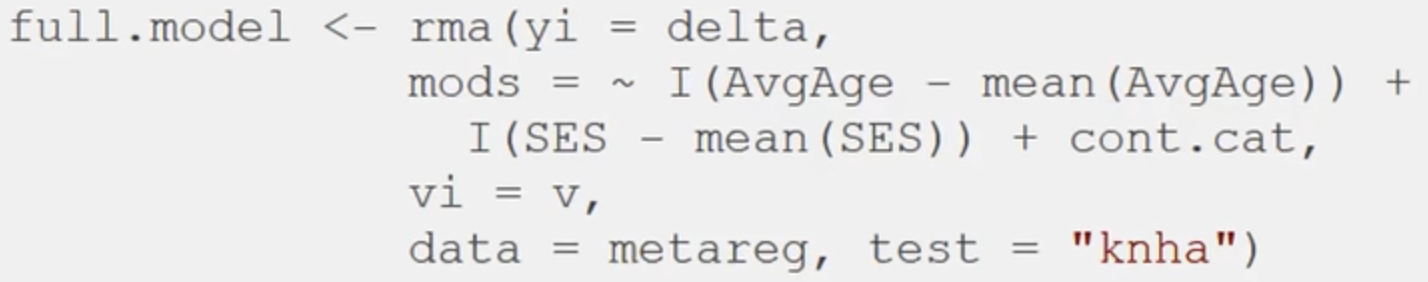 full.model <- rma(yi = delta,
mods = ~ I(AvgAge - mean(AvgAge)) +
I(SES - mean(SES)) + cont.cat,
vi = v,
data = metareg, test = "knha")